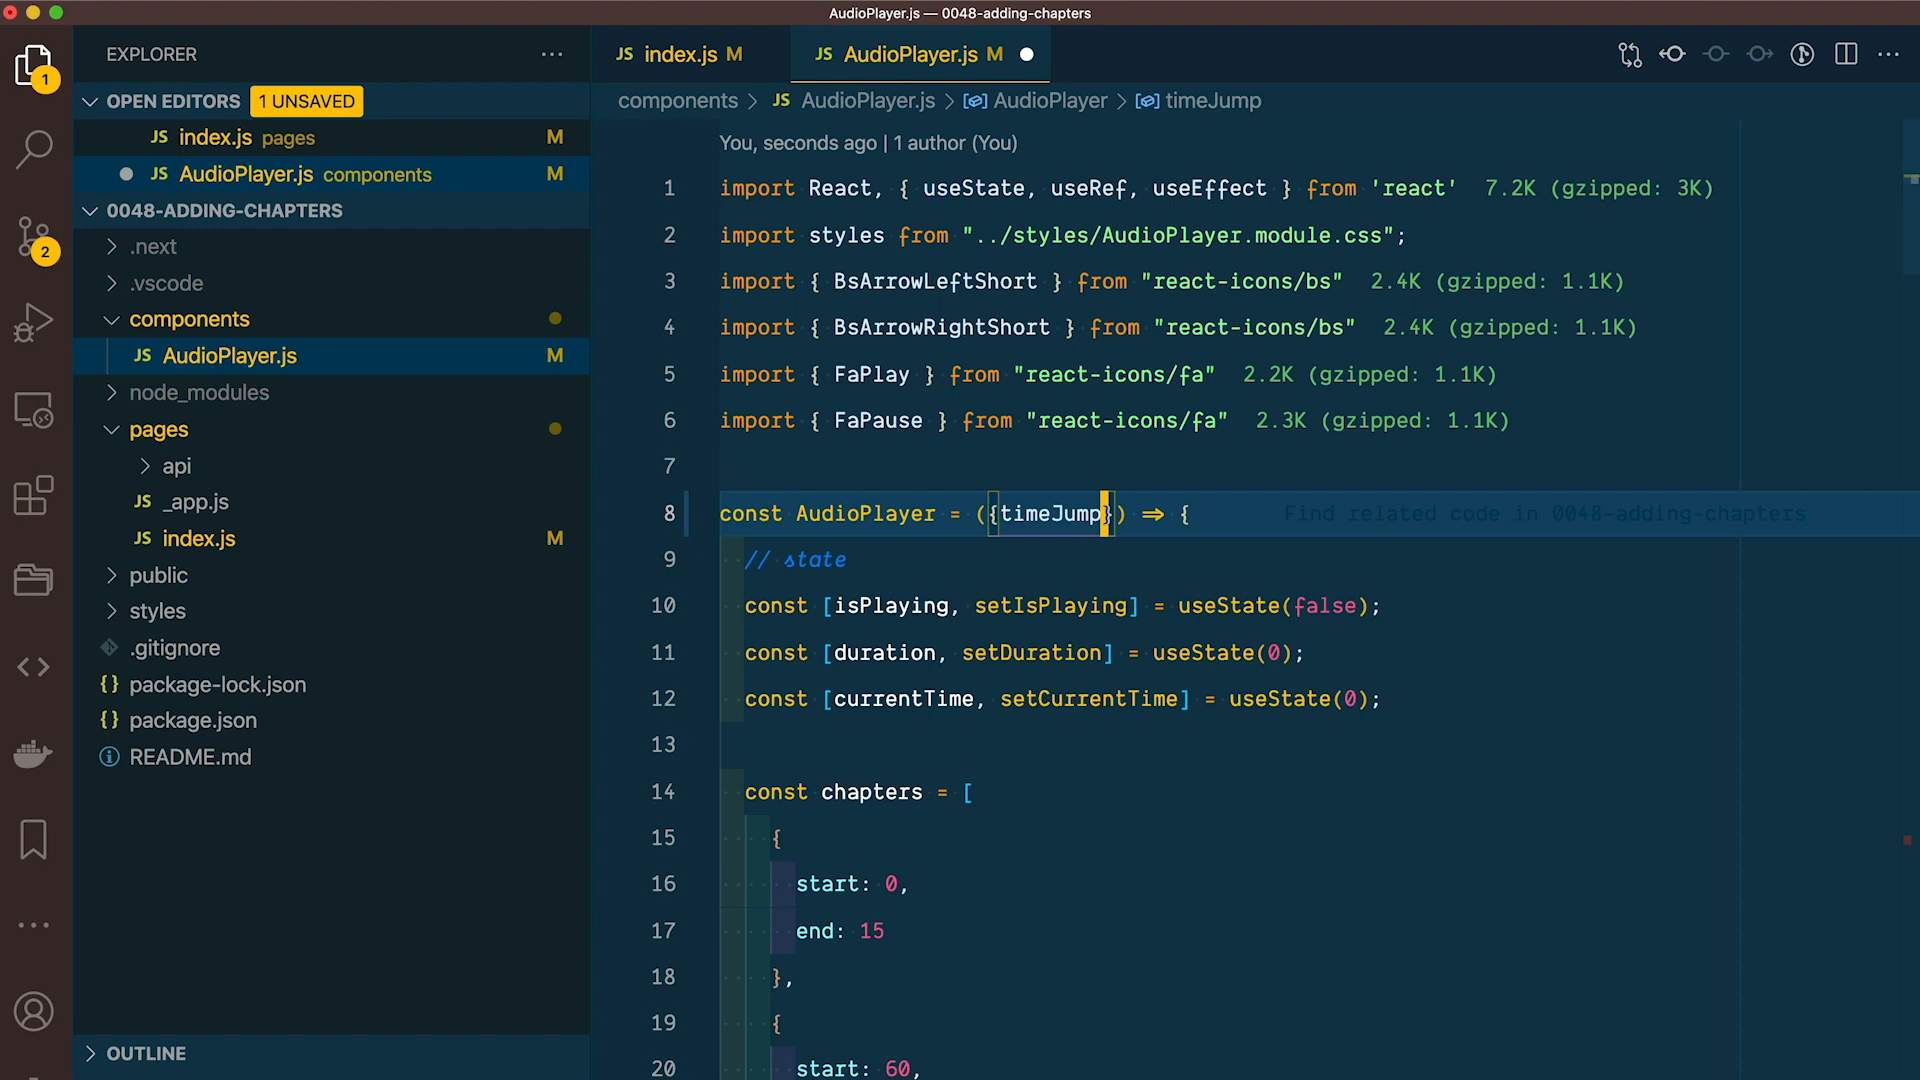 AudioPlayer.js — 0048-adding-chapters
EXPLORER
OPEN EDITORS 1 UNSAVED
JS index.js pages M
JS AudioPlayer.js components M
0048-ADDING-CHAPTERS
.next
.vscode
components
JS AudioPlayer.js M
node_modules
pages
api
JS _app.js
JS index.js M
public
styles
.gitignore
{} package-lock.json
{} package.json
README.md
OUTLINE
1
2
JS index.js M
JS AudioPlayer.js M
components > JS AudioPlayer.js > AudioPlayer > timeJump
You, seconds ago | 1 author (You)
1 import React, { useState, useRef, useEffect } from 'react' 7.2K (gzipped: 3K)
2 import styles from "../styles/AudioPlayer.module.css";
3 import { BsArrowLeftShort } from "react-icons/bs" 2.4K (gzipped: 1.1K)
4 import { BsArrowRightShort } from "react-icons/bs" 2.4K (gzipped: 1.1K)
5 import { FaPlay } from "react-icons/fa" 2.2K (gzipped: 1.1K)
6 import { FaPause } from "react-icons/fa" 2.3K (gzipped: 1.1K)
7
8 const AudioPlayer = ({timeJump}) => { Find related code in 0048-adding-chapters
9 // state
10 const [isPlaying, setIsPlaying] = useState(false);
11 const [duration, setDuration] = useState(0);
12 const [currentTime, setCurrentTime] = useState(0);
13
14 const chapters = [
15 {
16 start: 0,
17 end: 15
18 },
19 {
20 start: 60,